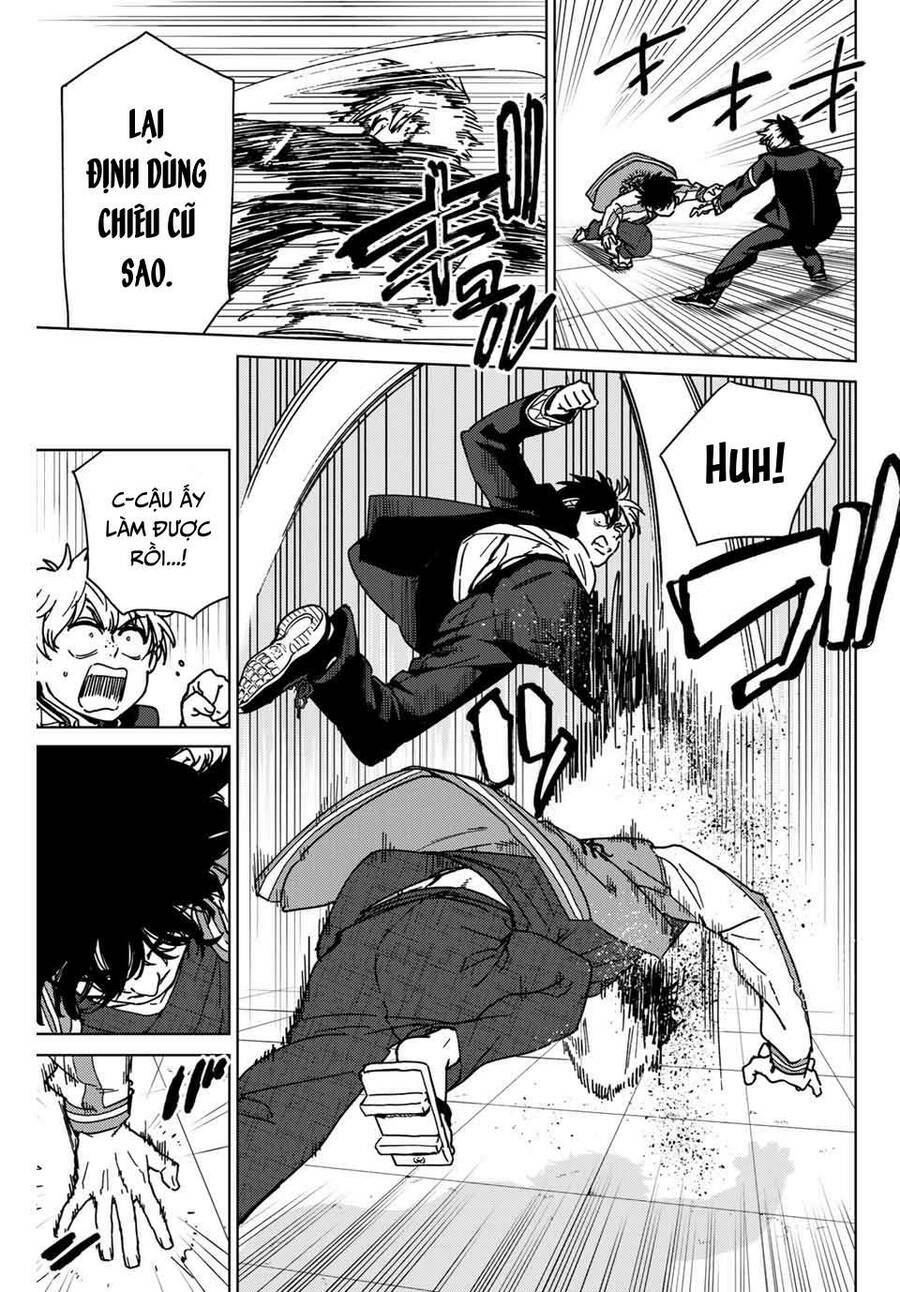 LẠI
ĐỊNH DÙNG
CHIÊU CŨ
SAO.
HUH!
C-CẬU ẤY
LÀM ĐƯỢC
RỒI...!